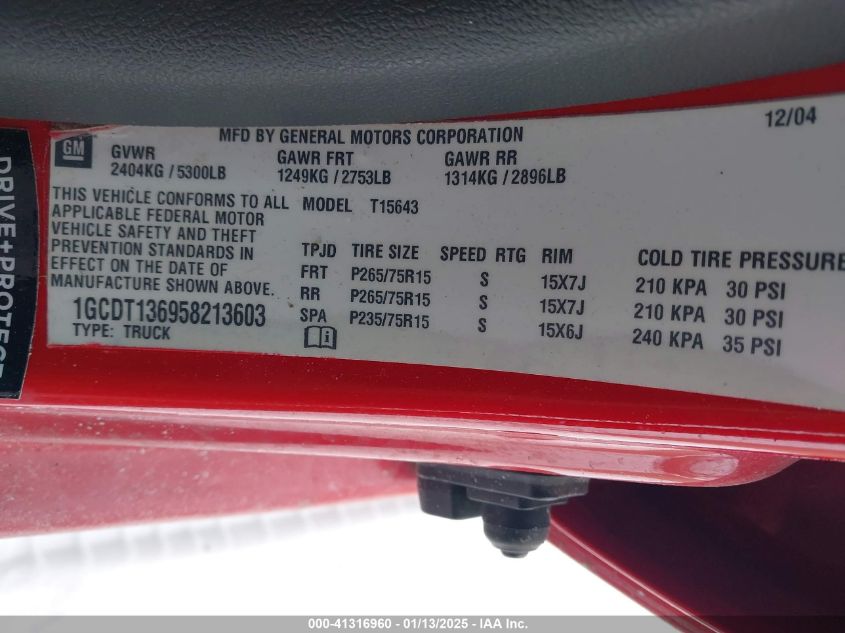 MFD BY GENERAL MOTORS CORPORATION 12/04
GM GVWR GAWR FRT GAWR RR
2404KG / 5300LB 1249KG / 2753LB 1314KG / 2896LB
THIS VEHICLE CONFORMS TO ALL
APPLICABLE FEDERAL MOTOR
VEHICLE SAFETY AND THEFT
PREVENTION STANDARDS IN
EFFECT ON THE DATE OF
MANUFACTURE SHOWN ABOVE.
1GCDT136958213603
TYPE: TRUCK
MODEL T15643
TPJD TIRE SIZE SPEED RTG RIM COLD TIRE PRESSURE
FRT P265/75R15 S 15X7J 210 KPA 30 PSI
RR P265/75R15 S 15X7J 210 KPA 30 PSI
SPA P235/75R15 S 15X6J 240 KPA 35 PSI
DRIVE+PROTECT
000-41316960 — 01/13/2025 — IAA Inc.